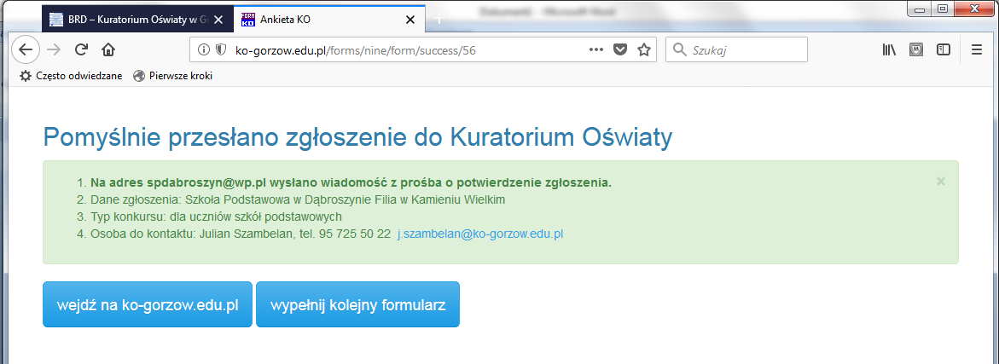 Dokument1 - Microsoft Word
BRD – Kuratorium Oświaty w G
Ankieta KO
ko-gorzow.edu.pl/forms/nine/form/success/56
Szukaj
Często odwiedzane
Pierwsze kroki
Pomyślnie przesłano zgłoszenie do Kuratorium Oświaty
1. Na adres spdabroszyn@wp.pl wysłano wiadomość z prośba o potwierdzenie zgłoszenia.
2. Dane zgłoszenia: Szkoła Podstawowa w Dąbroszynie Filia w Kamieniu Wielkim
3. Typ konkursu: dla uczniów szkół podstawowych
4. Osoba do kontaktu: Julian Szambelan, tel. 95 725 50 22 j.szambelan@ko-gorzow.edu.pl
wejdź na ko-gorzow.edu.pl
wypełnij kolejny formularz